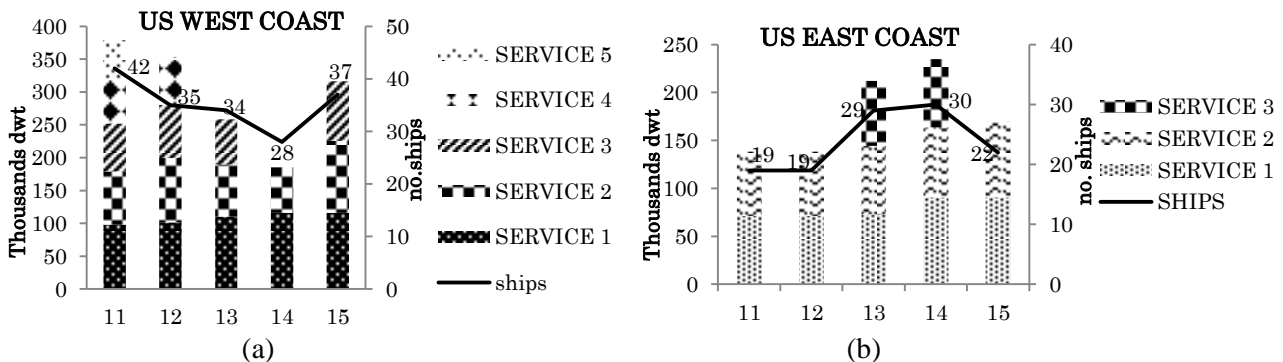 US WEST COAST
Thousands dwt
400
350
300
250
200
150
100
50
0
50
40
30
20
10
0
no.ships
42
35
34
28
37
11 12 13 14 15
SERVICE 5
SERVICE 4
SERVICE 3
SERVICE 2
SERVICE 1
ships
(a)
US EAST COAST
Thousands dwt
250
200
150
100
50
0
40
30
20
10
0
no. ships
19
19
29
30
22
11 12 13 14 15
SERVICE 3
SERVICE 2
SERVICE 1
SHIPS
(b)